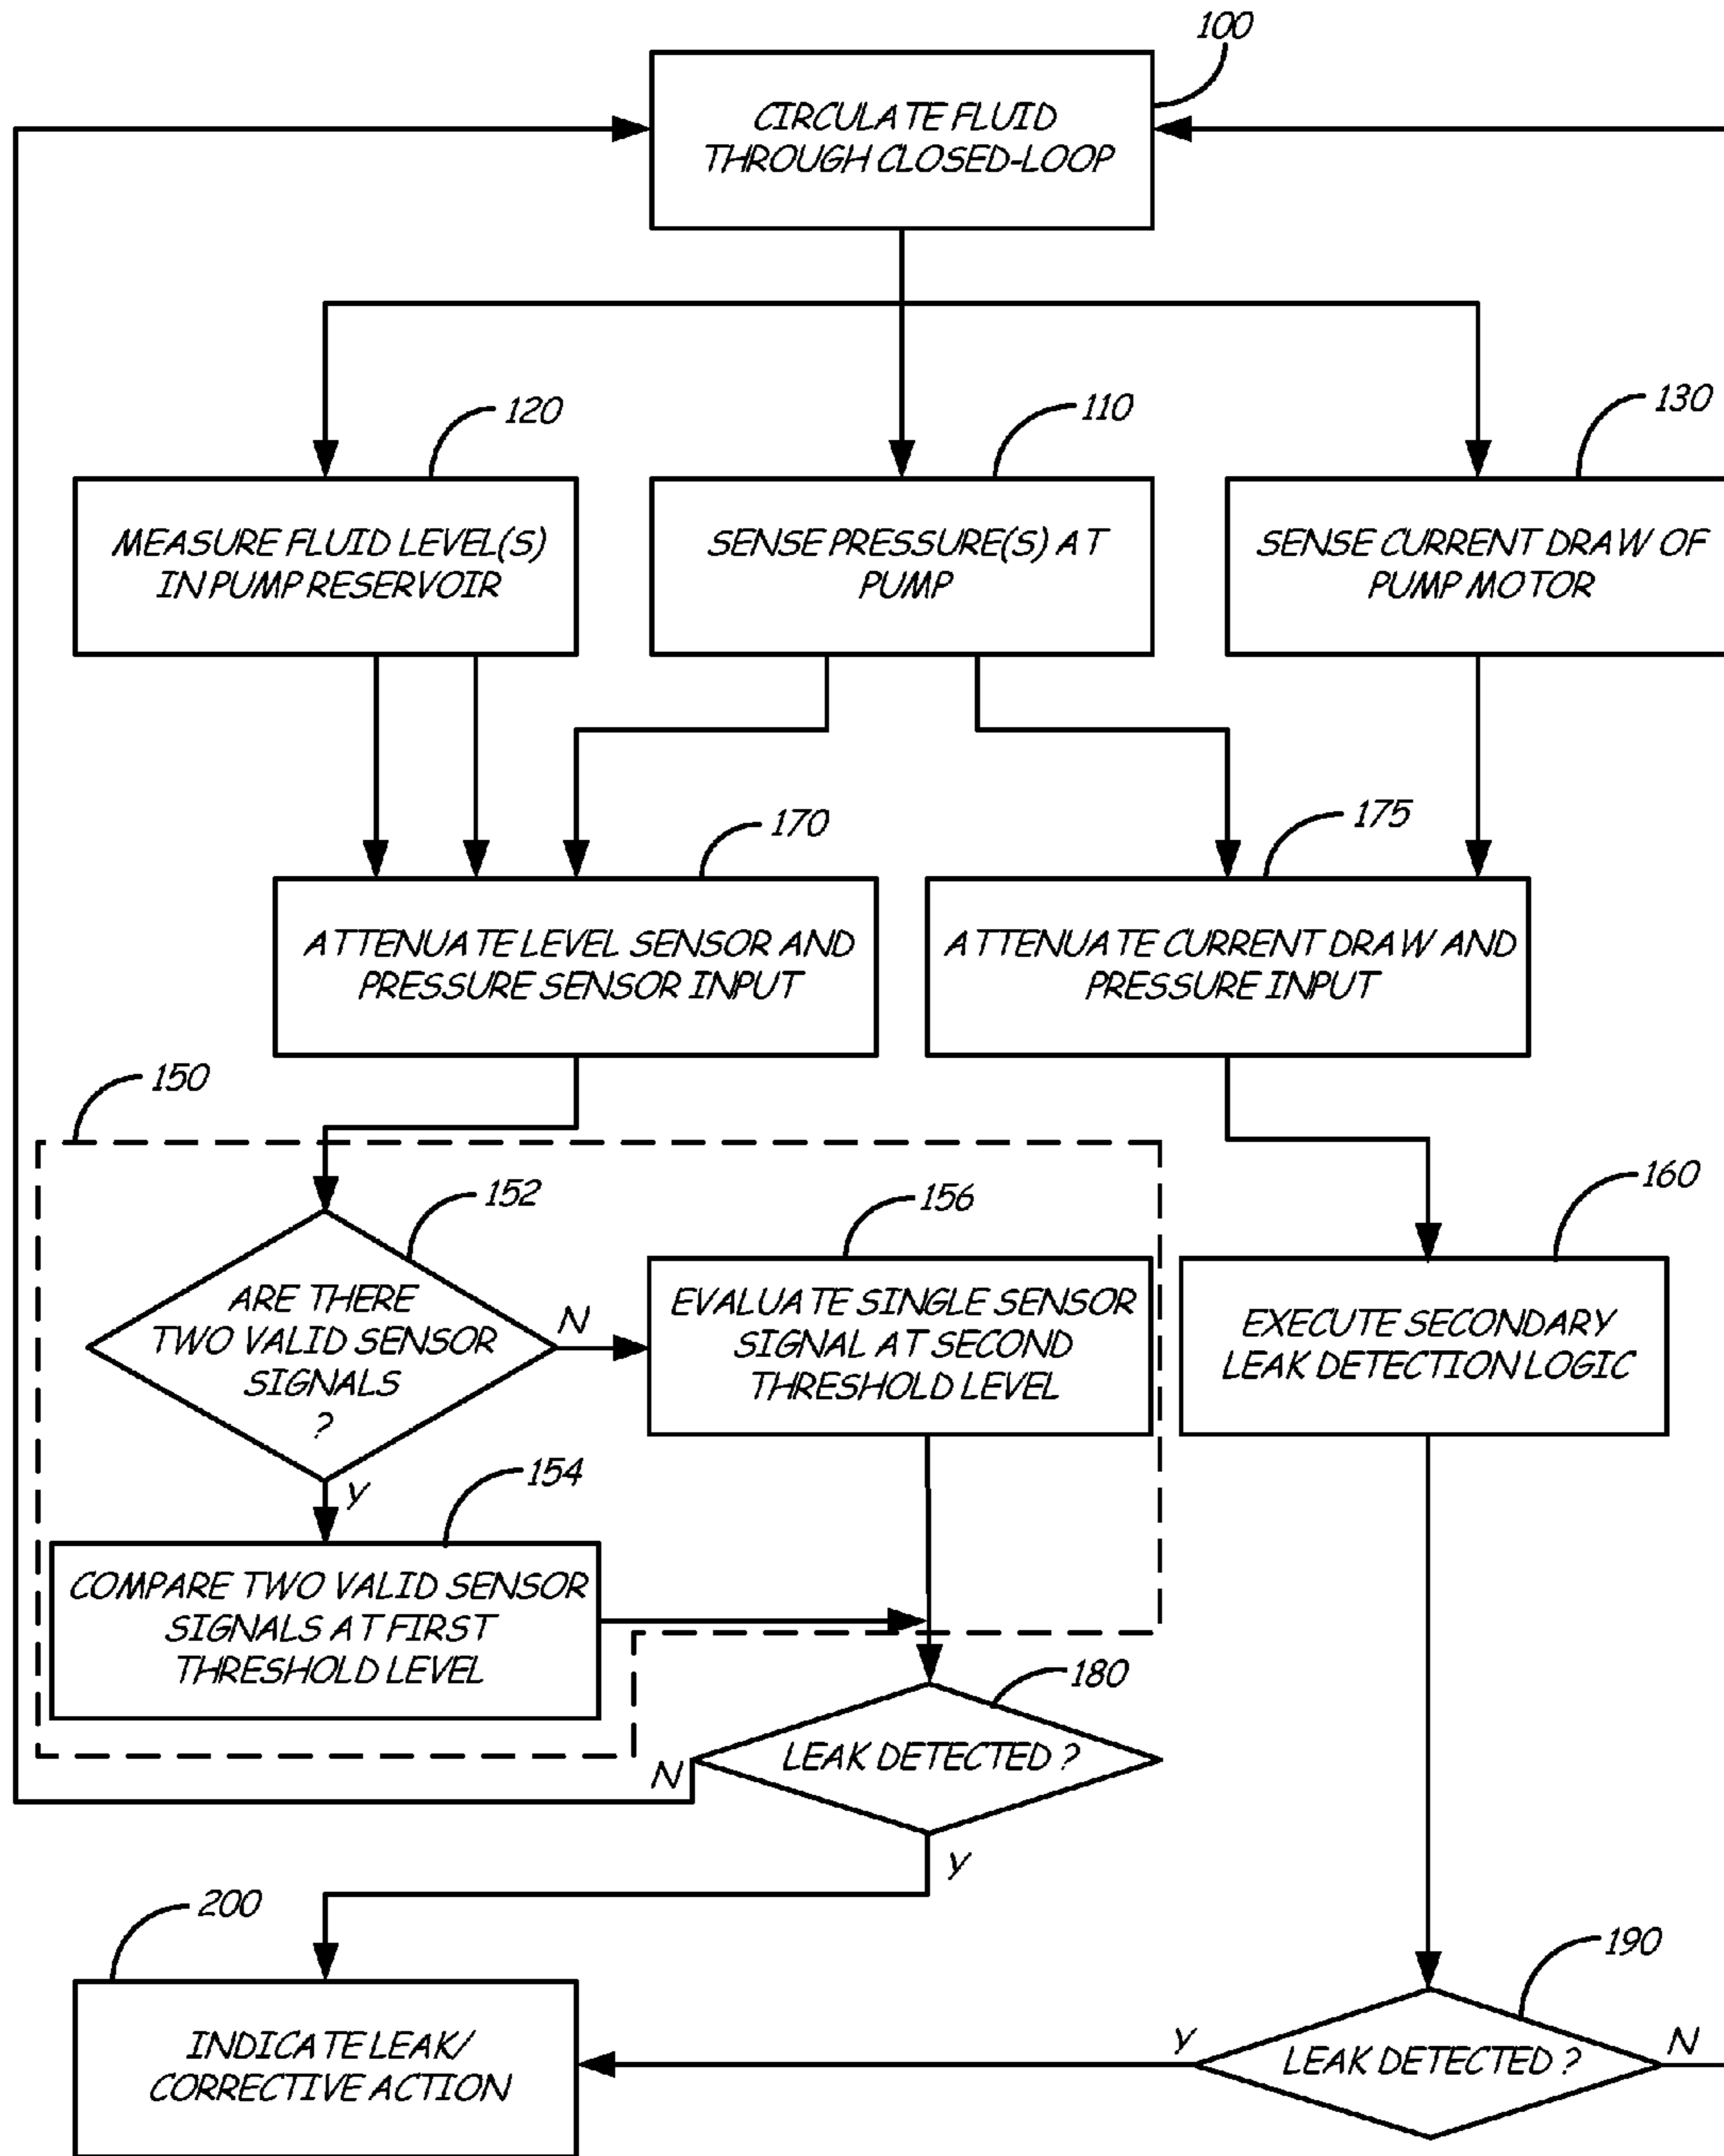 100
CIRCULATE FLUID
THROUGH CLOSED-LOOP
120
110
130
MEASURE FLUID LEVEL(S)
IN PUMP RESERVOIR
SENSE PRESSURE(S) AT
PUMP
SENSE CURRENT DRAW OF
PUMP MOTOR
170
175
ATTENUATE LEVEL SENSOR AND
PRESSURE SENSOR INPUT
ATTENUATE CURRENT DRAW AND
PRESSURE INPUT
150
152
156
160
ARE THERE
TWO VALID SENSOR
SIGNALS
?
N
Y
EVALUATE SINGLE SENSOR
SIGNAL AT SECOND
THRESHOLD LEVEL
EXECUTE SECONDARY
LEAK DETECTION LOGIC
154
COMPARE TWO VALID SENSOR
SIGNALS AT FIRST
THRESHOLD LEVEL
180
LEAK DETECTED ?
N
Y
200
190
INDICATE LEAK/
CORRECTIVE ACTION
Y
LEAK DETECTED ?
N